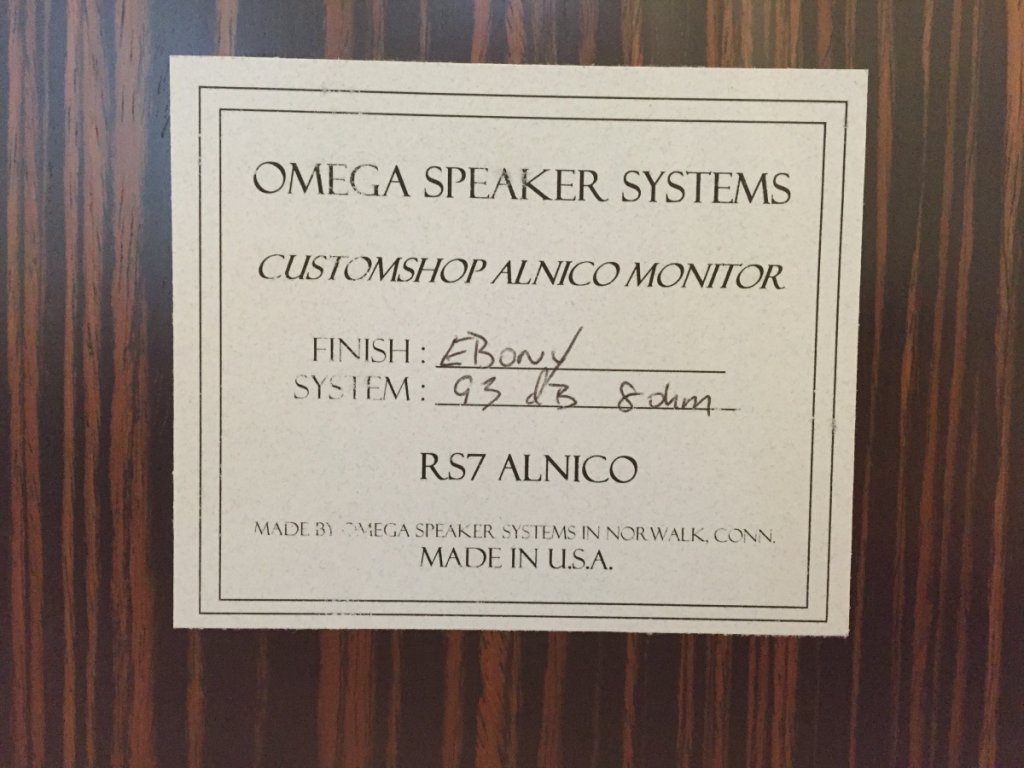 OMEGA SPEAKER SYSTEMS
CUSTOMSHOP ALNICO MONITOR
FINISH : EBony
SYSTEM : 93 dB 8 ohm
RS7 ALNICO
MADE BY OMEGA SPEAKER SYSTEMS IN NORWALK, CONN.
MADE IN U.S.A.